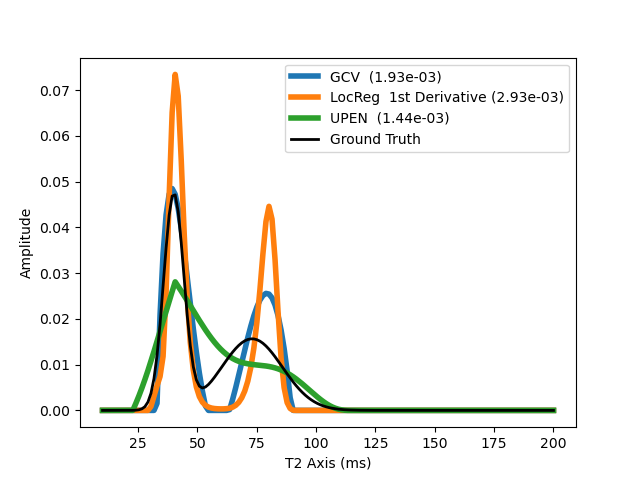 GCV  (1.93e-03)
LocReg  1st Derivative (2.93e-03)
UPEN  (1.44e-03)
Ground Truth
0.07
0.06
0.05
0.04
0.03
0.02
0.01
0.00
Amplitude
25 50 75 100 125 150 175 200
T2 Axis (ms)